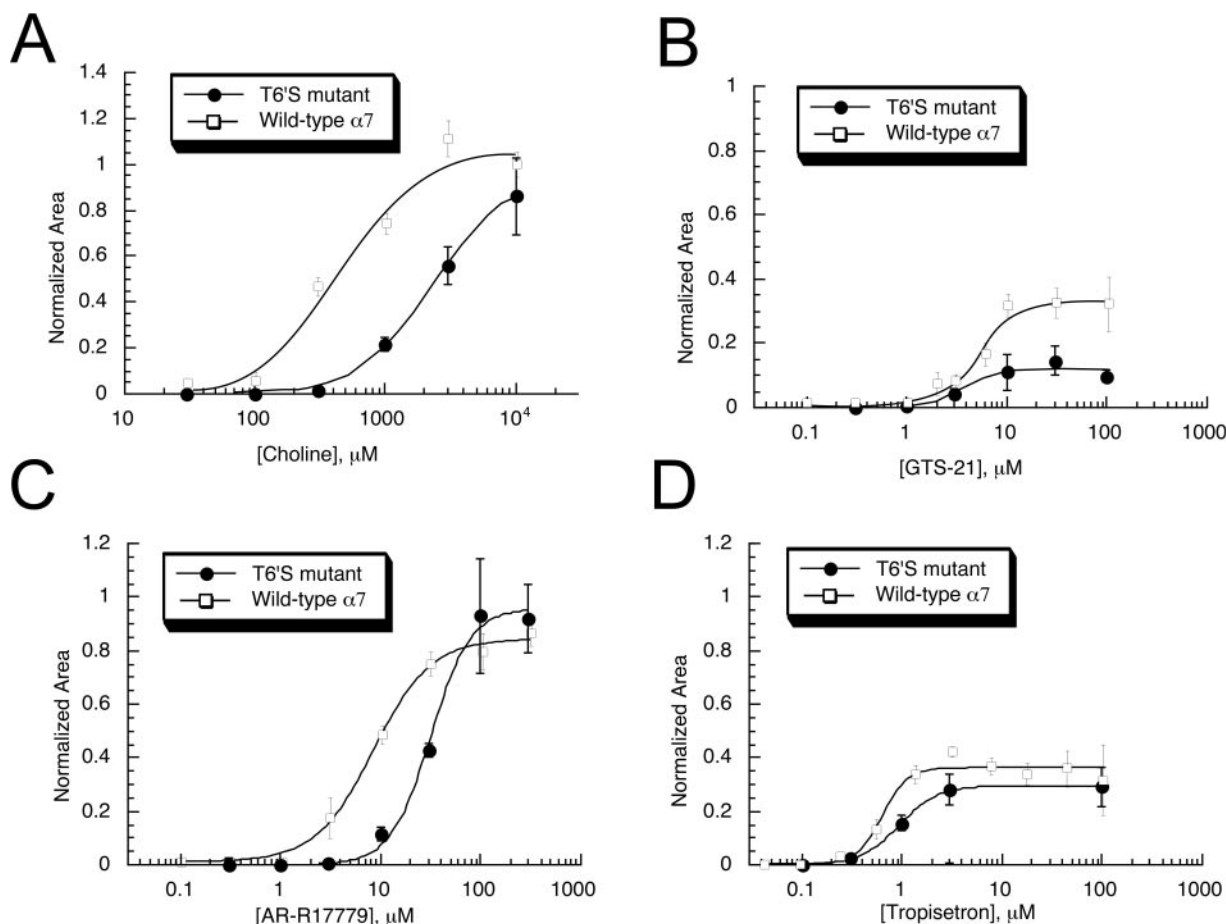 A
1.4
1.2
1
0.8
0.6
0.4
0.2
0
Normalized Area
T6'S mutant
Wild-type α7
10 100 1000 10⁴
[Choline], μM
B
1
0.8
0.6
0.4
0.2
0
Normalized Area
T6'S mutant
Wild-type α7
0.1 1 10 100 1000
[GTS-21], μM
C
1.2
1
0.8
0.6
0.4
0.2
0
Normalized Area
T6'S mutant
Wild-type α7
0.1 1 10 100 1000
[AR-R17779], μM
D
1.2
1
0.8
0.6
0.4
0.2
0
Normalized Area
T6'S mutant
Wild-type α7
0.1 1 10 100 1000
[Tropisetron], μM